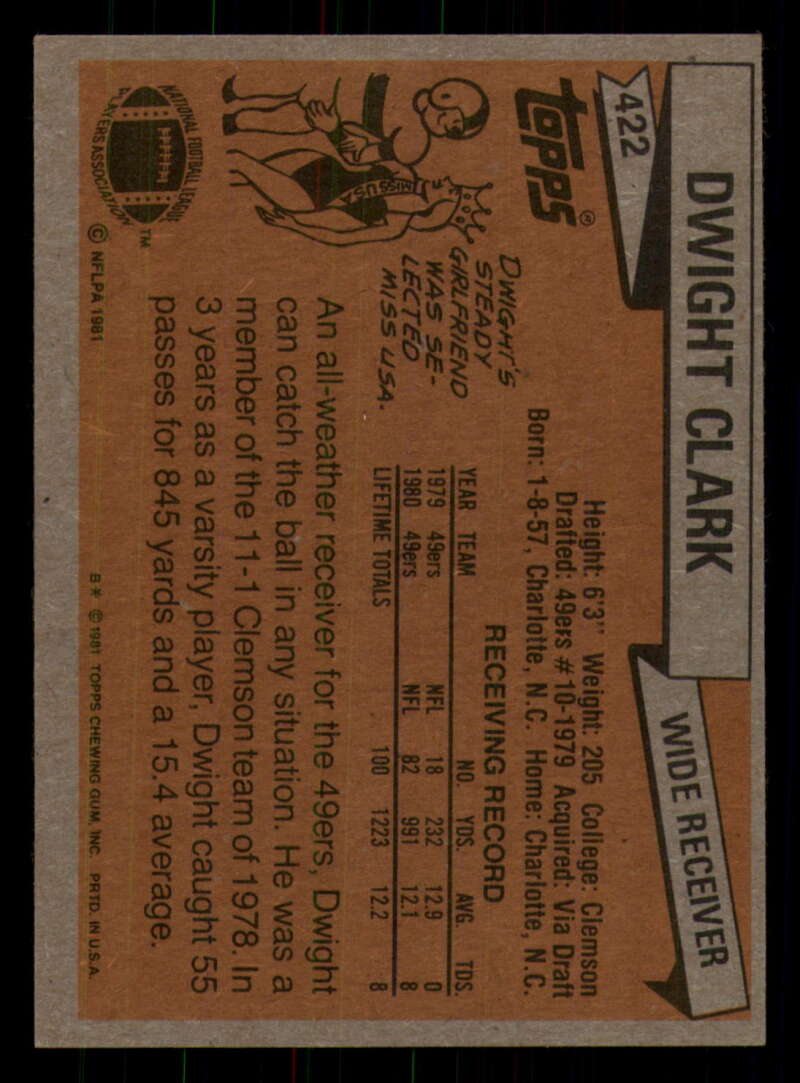 422
DWIGHT CLARK
WIDE RECEIVER
topps®
Height: 6'3" Weight: 205 College: Clemson
Drafted: 49ers #10-1979 Acquired: Via Draft
Born: 1-8-57, Charlotte, N.C. Home: Charlotte, N.C.
DWIGHT'S
STEADY
GIRLFRIEND
WAS SE-
LECTED
MISS USA.
MISS USA
RECEIVING RECORD
YEAR TEAM NO. YDS. AVG. TDS.
1979 49ers NFL 18 232 12.9 0
1980 49ers NFL 82 991 12.1 8
LIFETIME TOTALS 100 1223 12.2 8
An all-weather receiver for the 49ers, Dwight
can catch the ball in any situation. He was a
member of the 11-1 Clemson team of 1978. In
3 years as a varsity player, Dwight caught 55
passes for 845 yards and a 15.4 average.
NATIONAL FOOTBALL LEAGUE
PLAYERS ASSOCIATION
TM
© NFLPA 1981
B* © 1981 TOPPS CHEWING GUM, INC. PRTD. IN U.S.A.